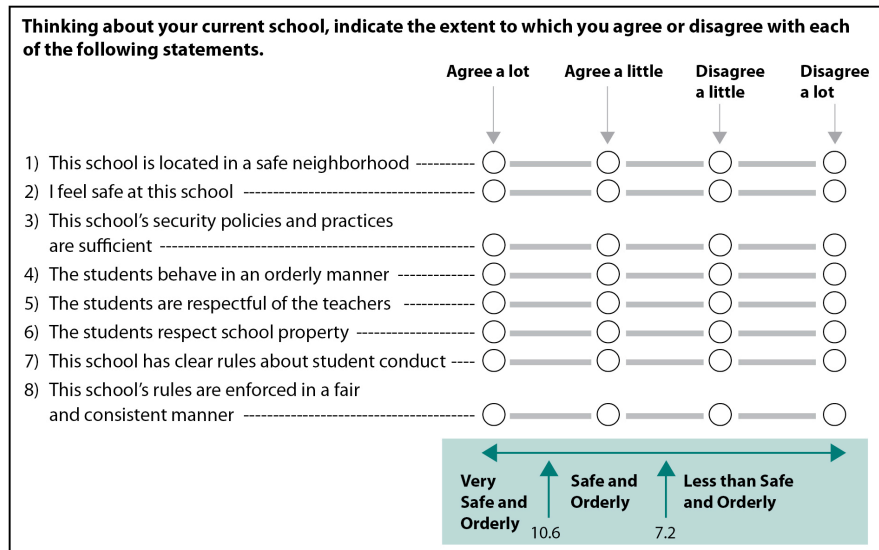 Thinking about your current school, indicate the extent to which you agree or disagree with each
of the following statements.
Agree a lot
Agree a little
Disagree
a little
Disagree
a lot
1) This school is located in a safe neighborhood ----------
2) I feel safe at this school ---------------------------------------
3) This school’s security policies and practices
are sufficient -----------------------------------------------------
4) The students behave in an orderly manner -------------
5) The students are respectful of the teachers ------------
6) The students respect school property --------------------
7) This school has clear rules about student conduct ----
8) This school’s rules are enforced in a fair
and consistent manner ---------------------------------------
Very
Safe and
Orderly
10.6
Safe and
Orderly
7.2
Less than Safe
and Orderly